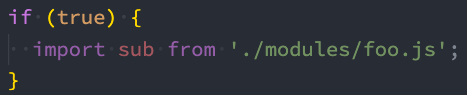 if (true) {
  import sub from './modules/foo.js';
}